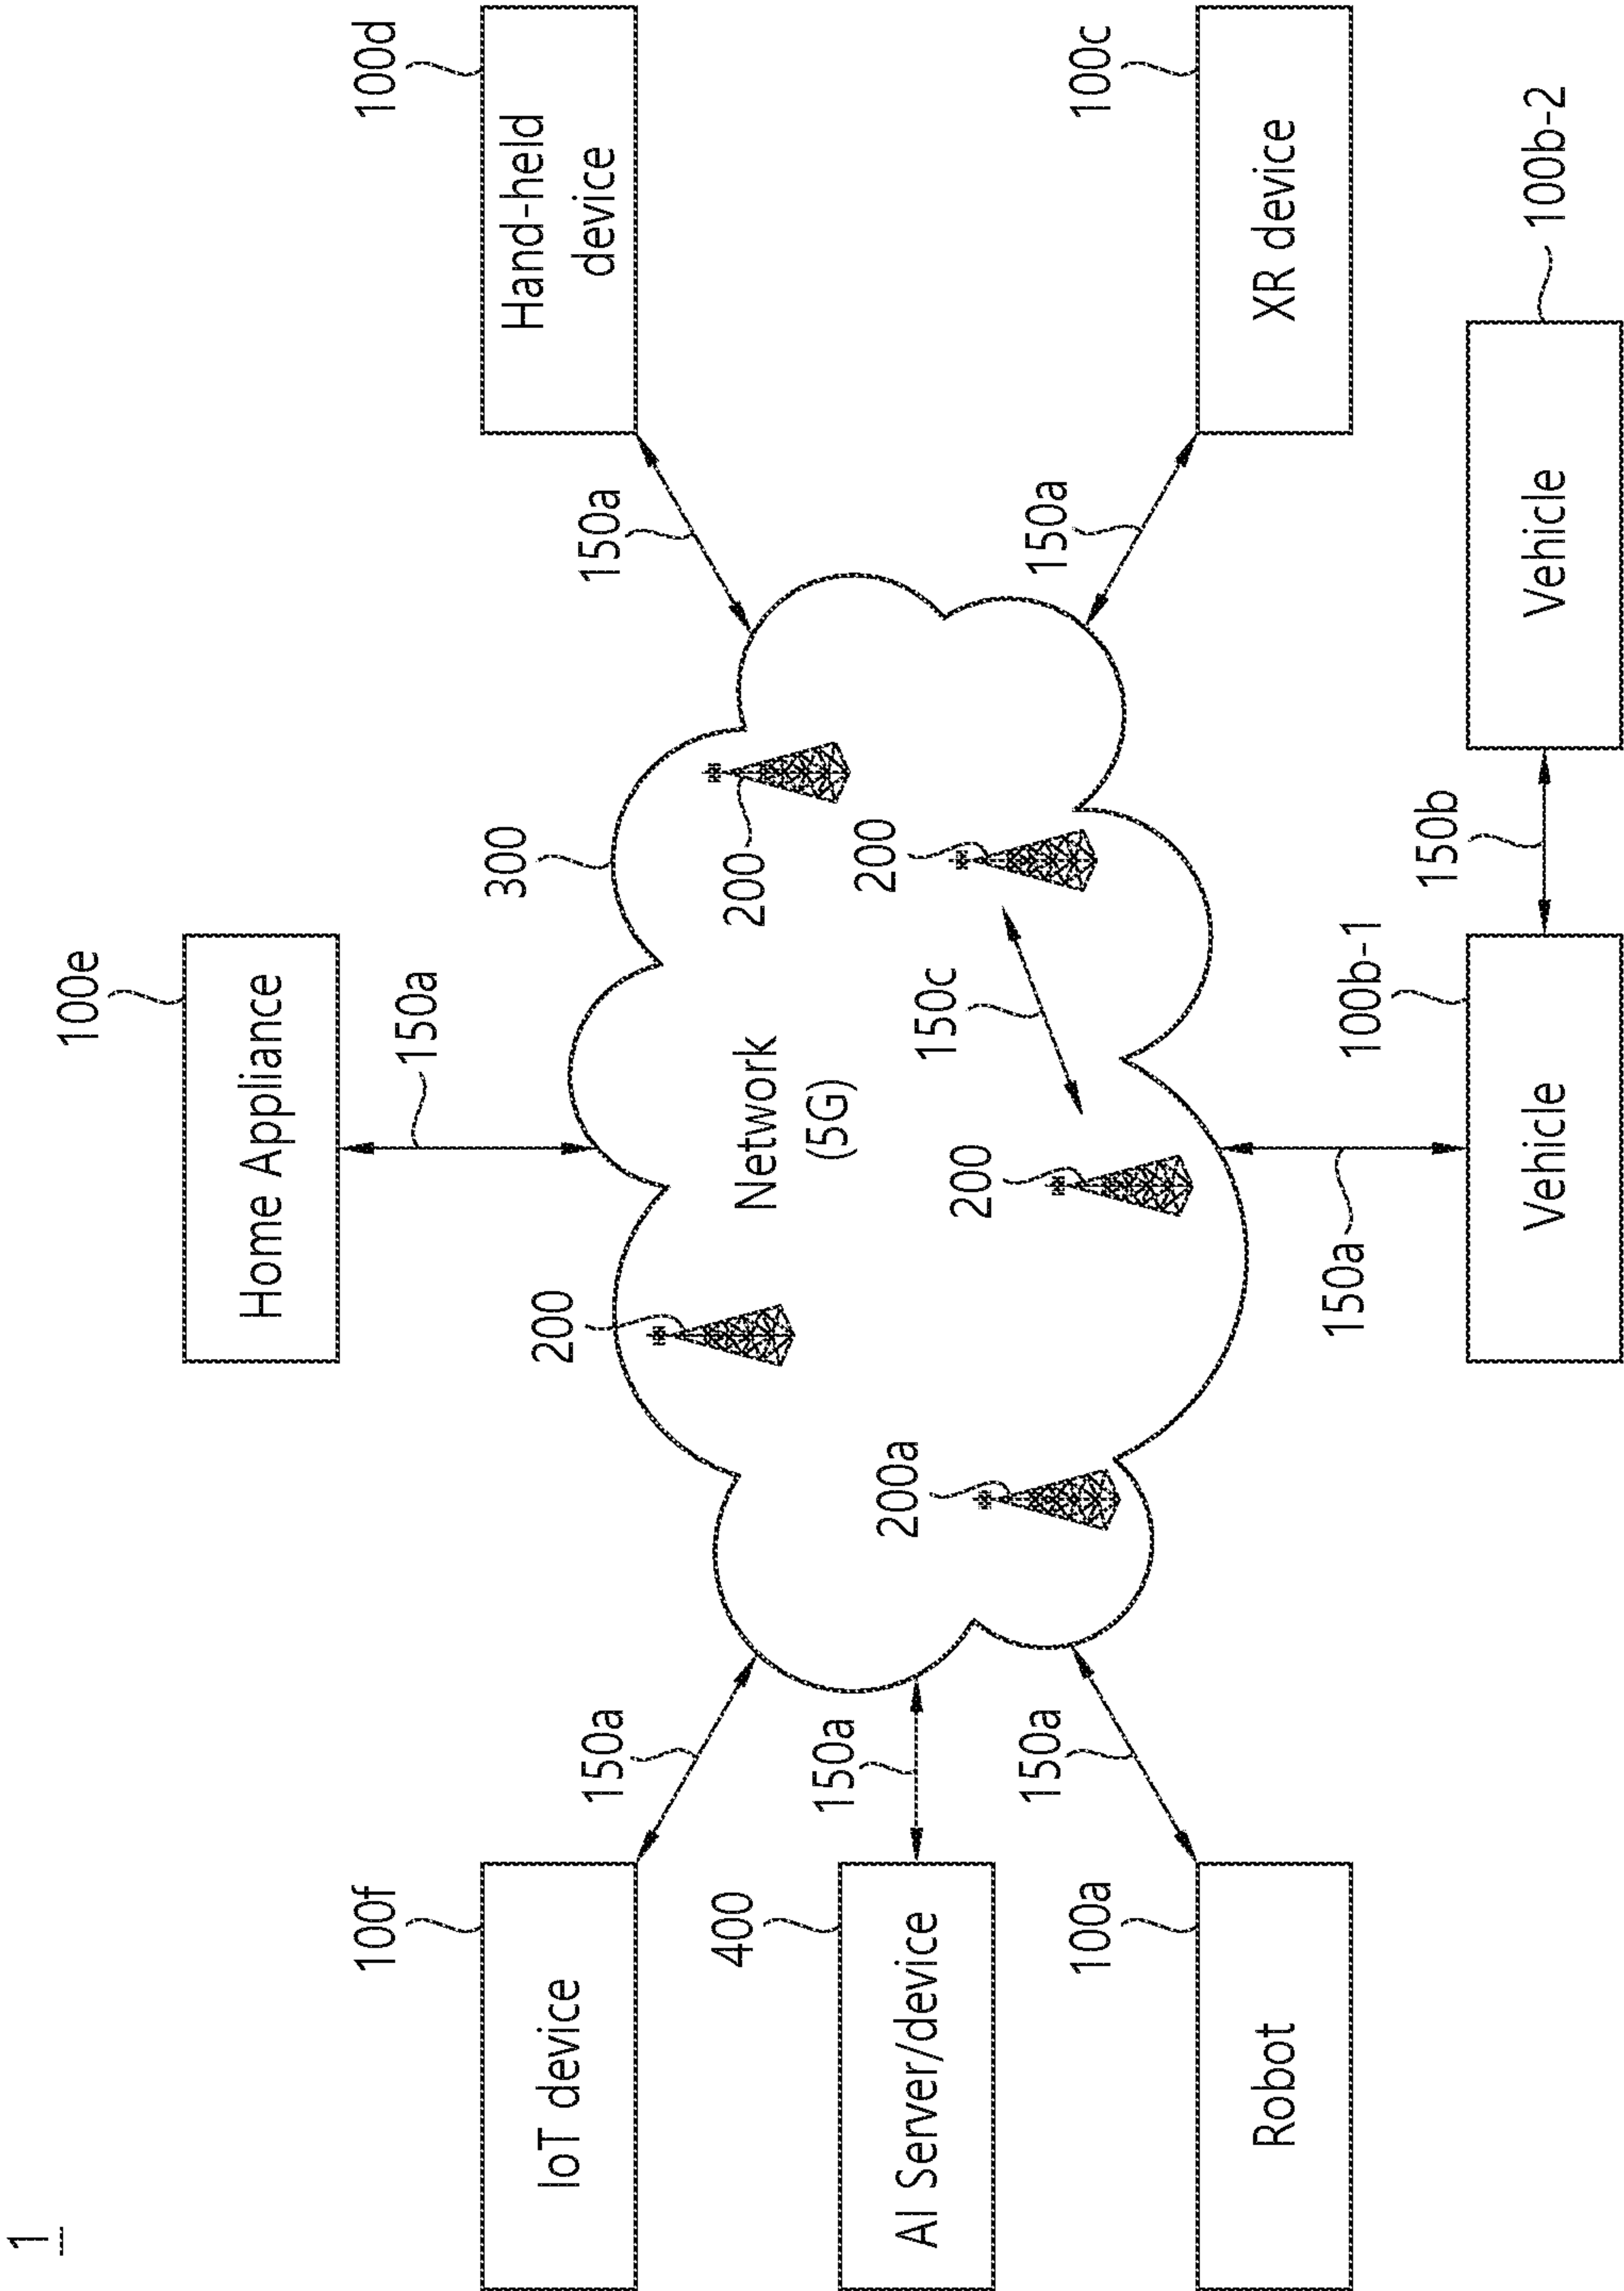 1
100e
Home Appliance
150a
300
100f
IoT device
150a
200
200
150a
100d
Hand-held
device
Network
(5G)
400
AI Server/device
150a
200a
200
150c
200
100a
Robot
150a
150a
100c
XR device
150a
100b-1
Vehicle
150b
100b-2
Vehicle